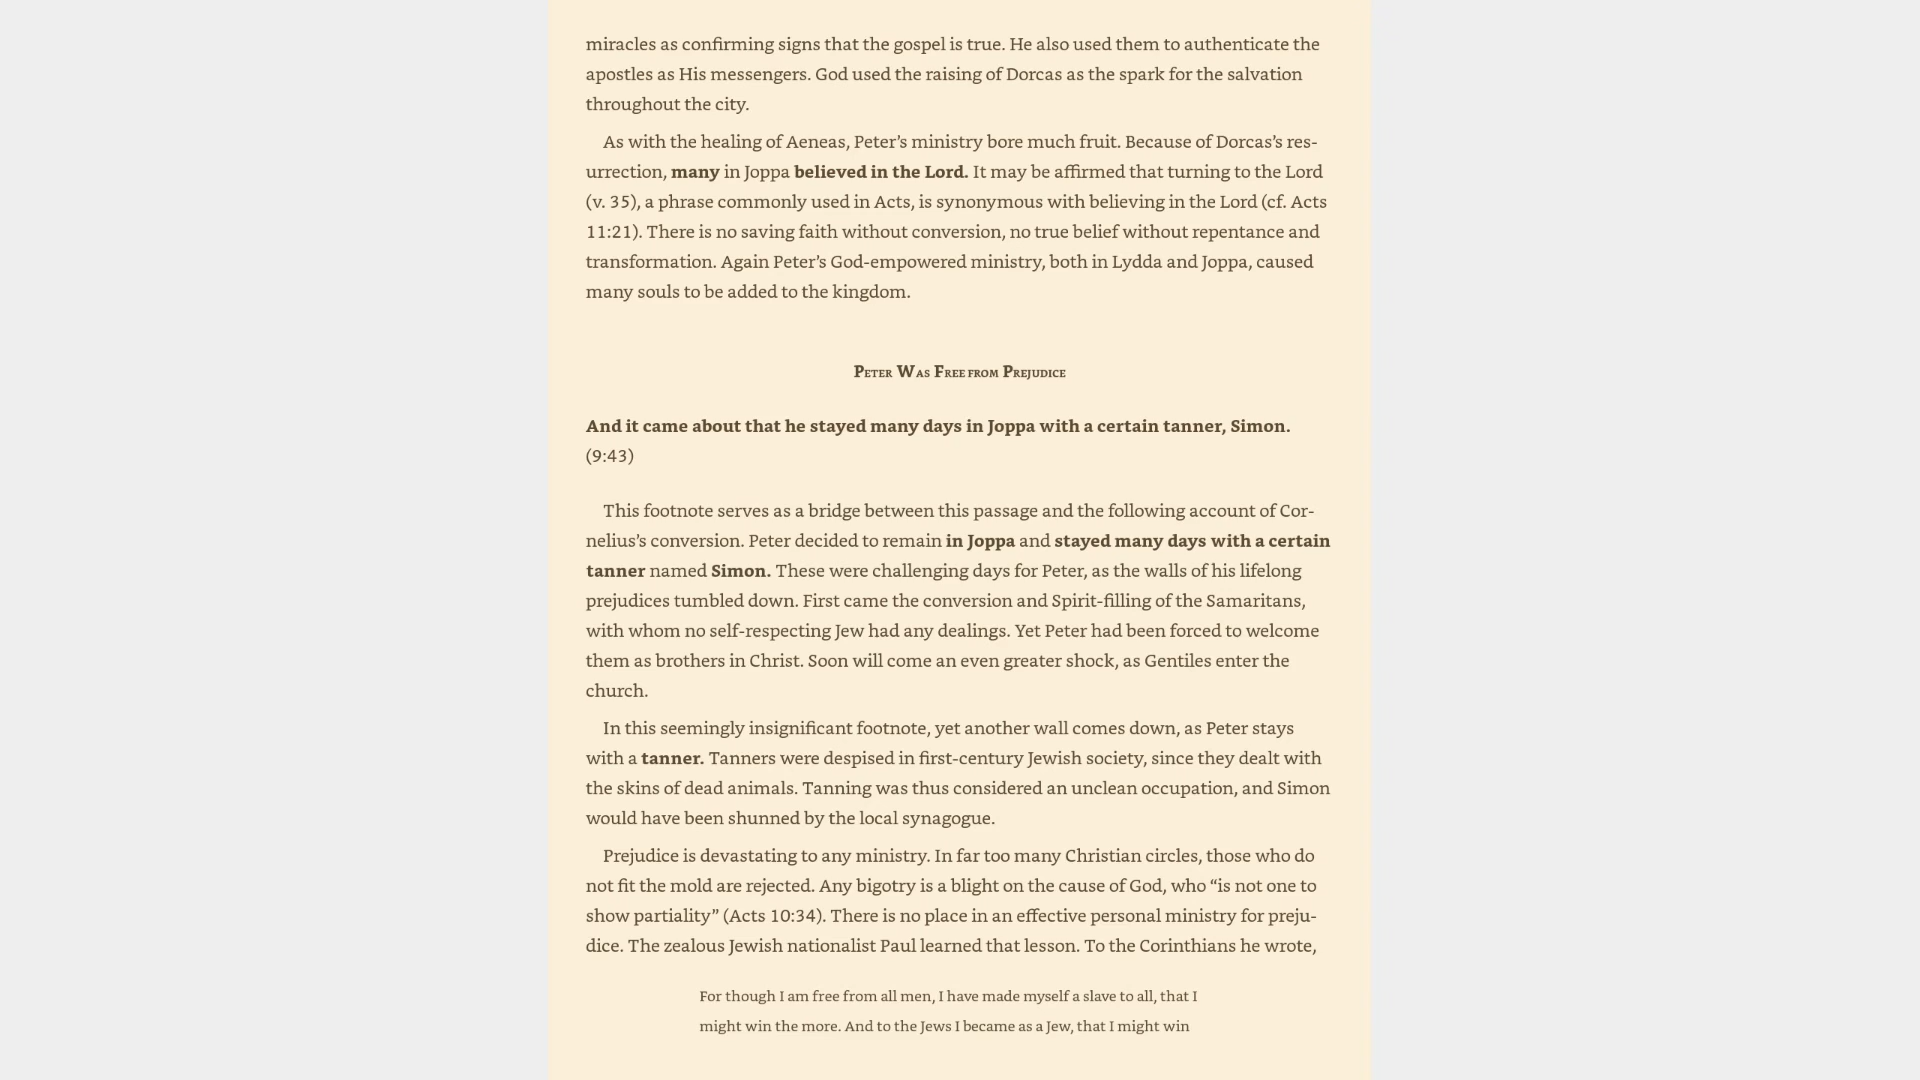 miracles as confirming signs that the gospel is true. He also used them to authenticate the
apostles as His messengers. God used the raising of Dorcas as the spark for the salvation
throughout the city.
As with the healing of Aeneas, Peter’s ministry bore much fruit. Because of Dorcas’s res-
urrection, many in Joppa believed in the Lord. It may be affirmed that turning to the Lord
(v. 35), a phrase commonly used in Acts, is synonymous with believing in the Lord (cf. Acts
11:21). There is no saving faith without conversion, no true belief without repentance and
transformation. Again Peter’s God-empowered ministry, both in Lydda and Joppa, caused
many souls to be added to the kingdom.
Peter Was Free from Prejudice
And it came about that he stayed many days in Joppa with a certain tanner, Simon.
(9:43)
This footnote serves as a bridge between this passage and the following account of Cor-
nelius’s conversion. Peter decided to remain in Joppa and stayed many days with a certain
tanner named Simon. These were challenging days for Peter, as the walls of his lifelong
prejudices tumbled down. First came the conversion and Spirit-filling of the Samaritans,
with whom no self-respecting Jew had any dealings. Yet Peter had been forced to welcome
them as brothers in Christ. Soon will come an even greater shock, as Gentiles enter the
church.
In this seemingly insignificant footnote, yet another wall comes down, as Peter stays
with a tanner. Tanners were despised in first-century Jewish society, since they dealt with
the skins of dead animals. Tanning was thus considered an unclean occupation, and Simon
would have been shunned by the local synagogue.
Prejudice is devastating to any ministry. In far too many Christian circles, those who do
not fit the mold are rejected. Any bigotry is a blight on the cause of God, who “is not one to
show partiality” (Acts 10:34). There is no place in an effective personal ministry for preju-
dice. The zealous Jewish nationalist Paul learned that lesson. To the Corinthians he wrote,
For though I am free from all men, I have made myself a slave to all, that I
might win the more. And to the Jews I became as a Jew, that I might win